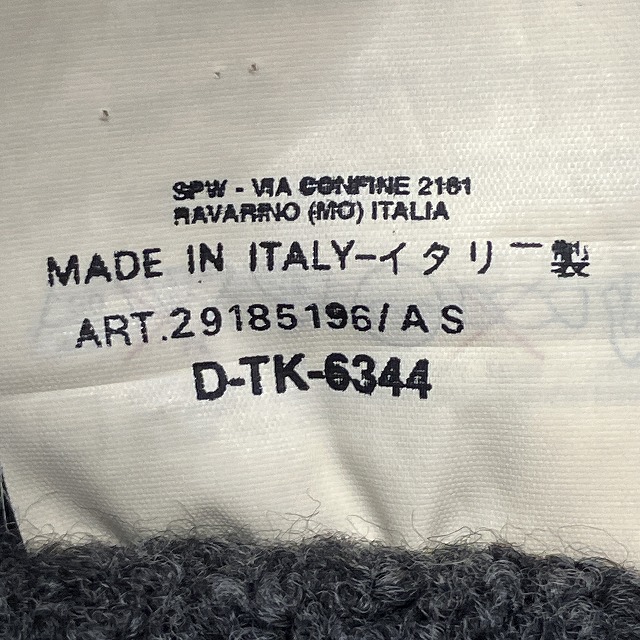 SPW - VIA CONFINE 2161
RAVARINO (MO) ITALIA
MADE IN ITALY-イタリー製
ART.29185196/AS
D-TK-6344